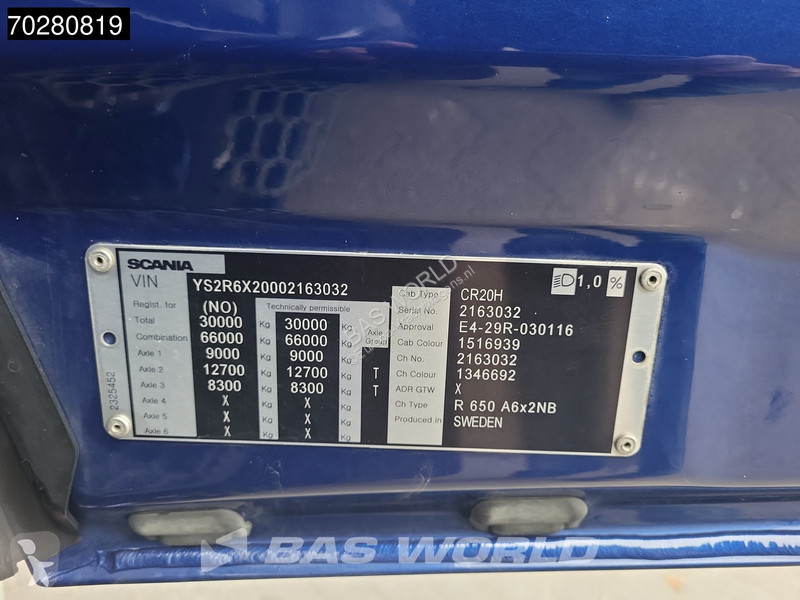 70280819
SCANIA
VIN YS2R6X20002163032
Regist. for (NO) Technically permissible
Total 30000 Kg 30000 Kg
Combination 66000 Kg 66000 Kg Axle Group
Axle 1 9000 Kg 9000 Kg
Axle 2 12700 Kg 12700 Kg T
Axle 3 8300 Kg 8300 Kg T
Axle 4 X Kg X Kg
Axle 5 X Kg X Kg
Axle 6 X Kg X Kg
2325452
Cab Type CR20H 1,0 %
Serial No. 2163032
Approval E4-29R-030116
Cab Colour 1516939
Ch No. 2163032
Ch Colour 1346692
ADR GTW X
Ch Type R 650 A6x2NB
Produced in SWEDEN
BAS WORLD
BAS WORLD